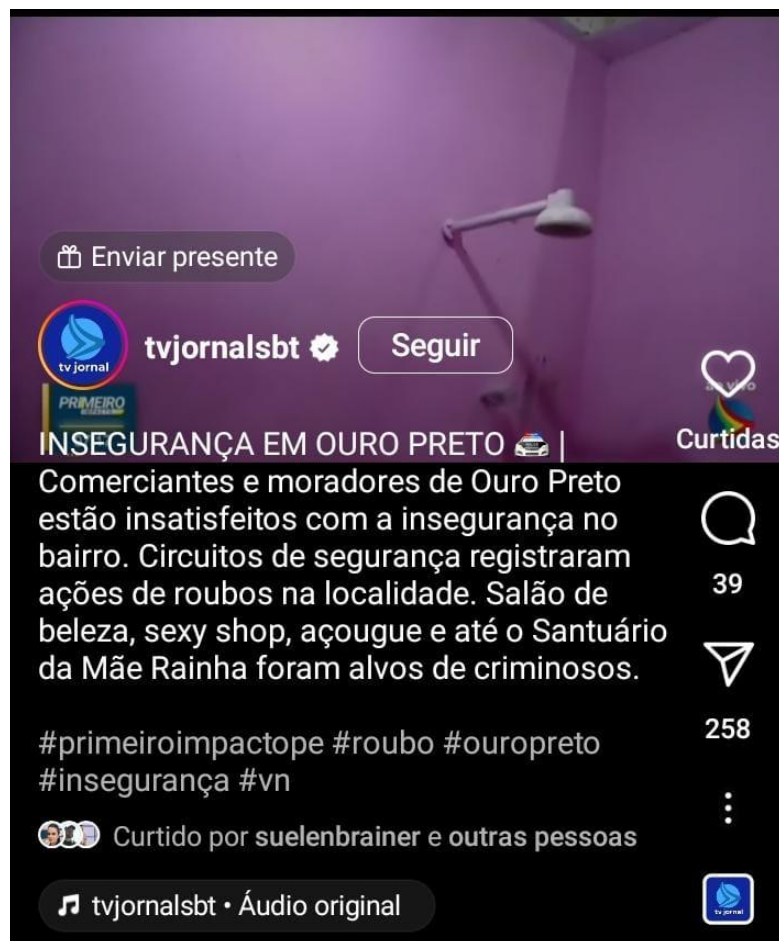 Enviar presente
tv jornal
tvjornalsbt
Seguir
PRIMEIRO
INSEGURANÇA EM OURO PRETO 🚔 |
Comerciantes e moradores de Ouro Preto
estão insatisfeitos com a insegurança no
bairro. Circuitos de segurança registraram
ações de roubos na localidade. Salão de
beleza, sexy shop, açougue e até o Santuário
da Mãe Rainha foram alvos de criminosos.
#primeiroimpactope #roubo #ouropreto
#insegurança #vn
Curtido por suelenbrainer e outras pessoas
tvjornalsbt • Áudio original
ao vivo
Curtidas
39
258
tv jornal